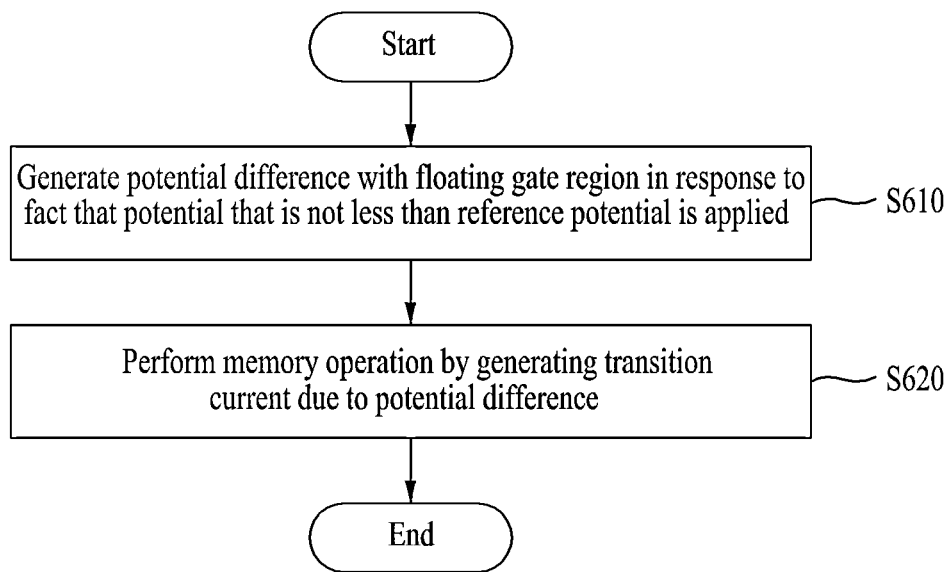 Start
Generate potential difference with floating gate region in response to
fact that potential that is not less than reference potential is applied
S610
Perform memory operation by generating transition
current due to potential difference
S620
End